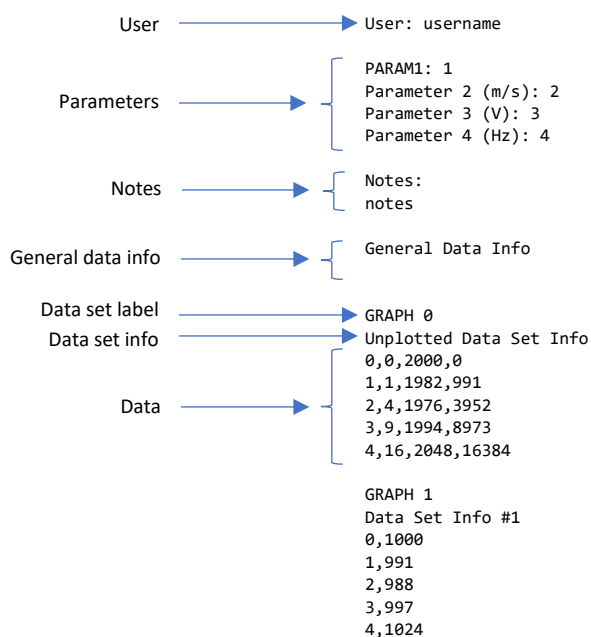 User User: username
PARAM1: 1
Parameter 2 (m/s): 2
Parameters
Parameter 3 (V): 3
Parameter 4 (Hz): 4
Notes Notes:
notes
General data info General Data Info
Data set label GRAPH 0
Data set info Unplotted Data Set Info
0,0,2000,0
1,1,1982,991
Data 2,4,1976,3952
3,9,1994,8973
4,16,2048,16384
GRAPH 1
Data Set Info #1
0,1000
1,991
2,988
3,997
4,1024